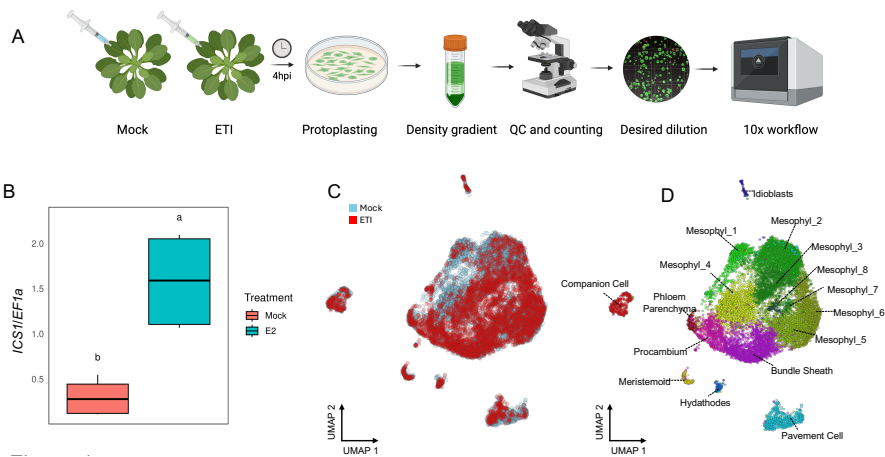 A
4hpi
Mock
ETI
Protoplasting
Density gradient
QC and counting
Desired dilution
10x workflow
B
ICS1/EF1a
2.0
1.5
1.0
0.5
a
b
Treatment
Mock
E2
C
Mock
ETI
UMAP 2
UMAP 1
D
Idioblasts
Mesophyl_1
Mesophyl_2
Mesophyl_3
Mesophyl_4
Mesophyl_8
Mesophyl_7
Companion Cell
Phloem
Parenchyma
Mesophyl_6
Mesophyl_5
Procambium
Bundle Sheath
Meristemoid
Hydathodes
Pavement Cell
UMAP 2
UMAP 1